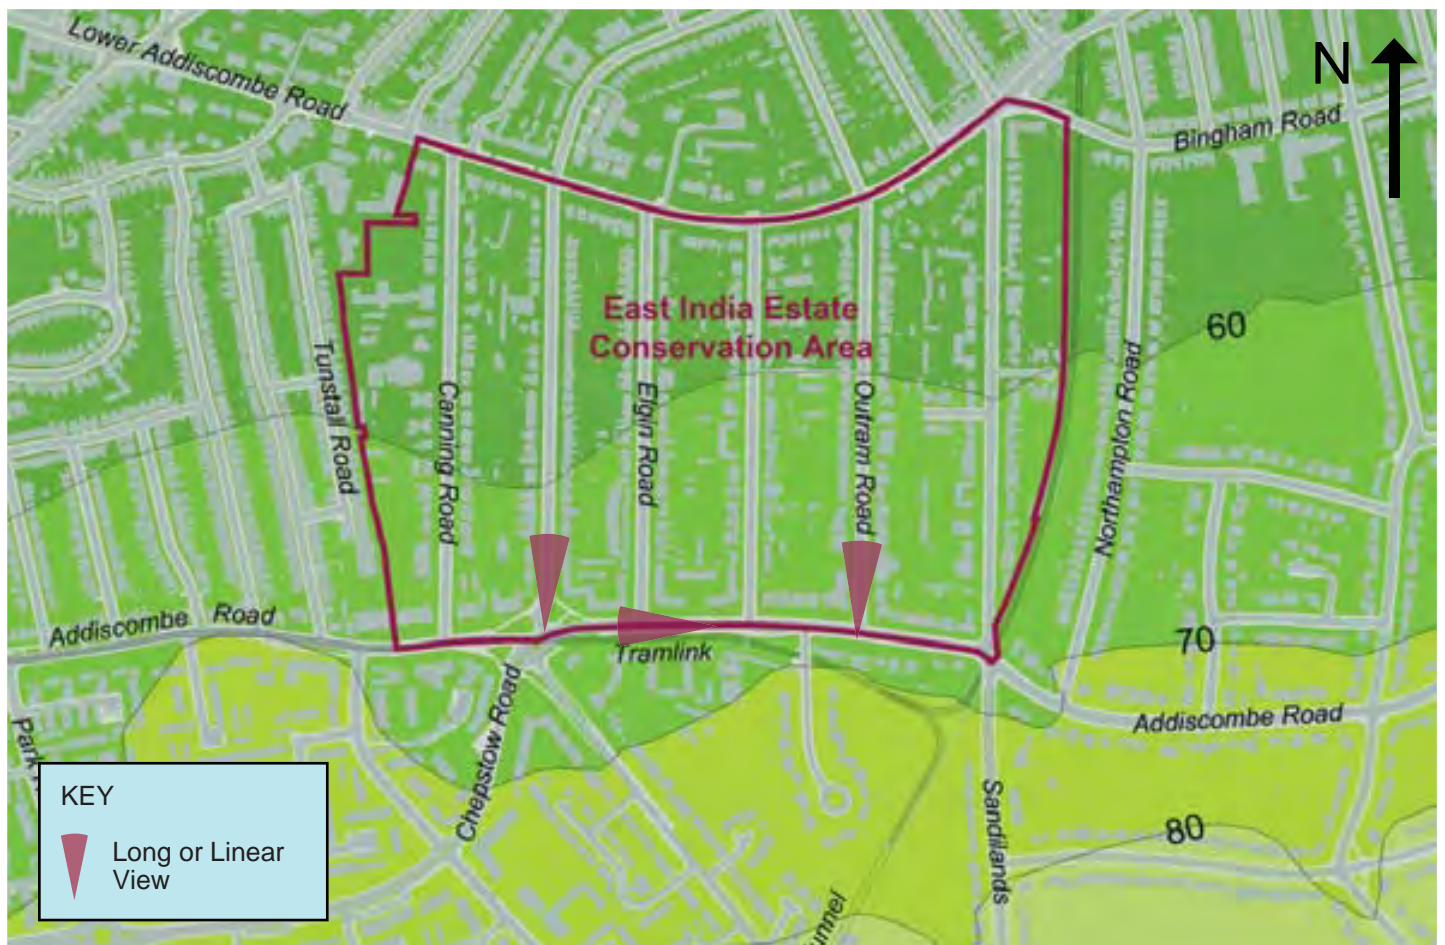 Lower Addiscombe Road
N
Bingham Road
60
East India Estate
Conservation Area
Tunstall Road
Canning Road
Elgin Road
Outram Road
Northampton Road
Addiscombe Road
Tramlink
70
Addiscombe Road
Park
Chepstow Road
Sandilands
80
KEY
Long or Linear
View